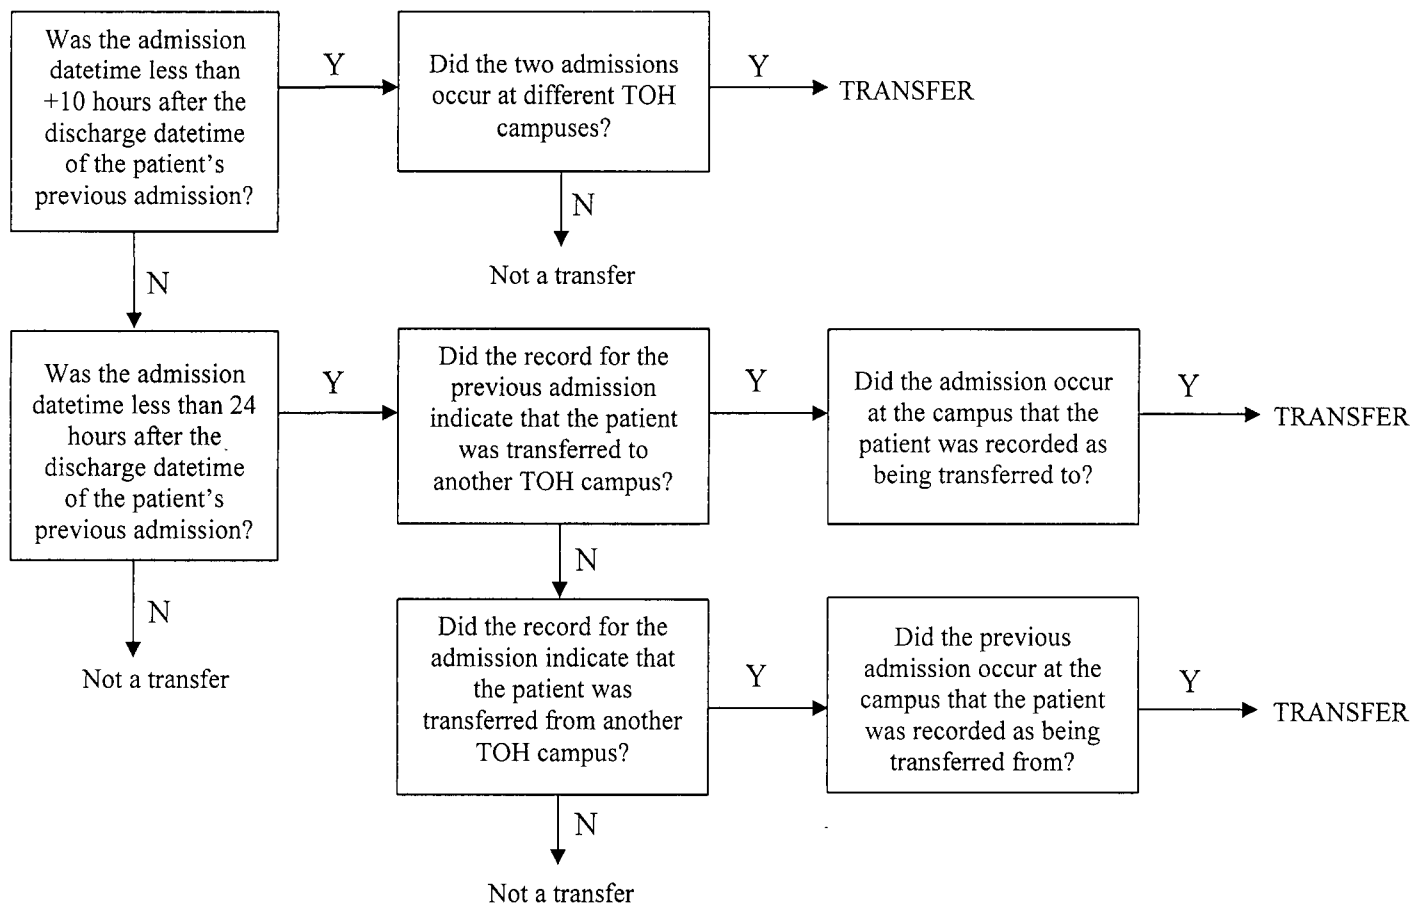 Was the admission
datetime less than
+10 hours after the
discharge datetime
of the patient's
previous admission?
Y
Did the two admissions
occur at different TOH
campuses?
Y
TRANSFER
N
Not a transfer
N
Was the admission
datetime less than 24
hours after the
discharge datetime
of the patient's
previous admission?
Y
Did the record for the
previous admission
indicate that the patient
was transferred to
another TOH campus?
Y
Did the admission occur
at the campus that the
patient was recorded as
being transferred to?
Y
TRANSFER
N
Not a transfer
N
Did the record for the
admission indicate that
the patient was
transferred from another
TOH campus?
Y
Did the previous
admission occur at the
campus that the patient
was recorded as being
transferred from?
Y
TRANSFER
N
Not a transfer